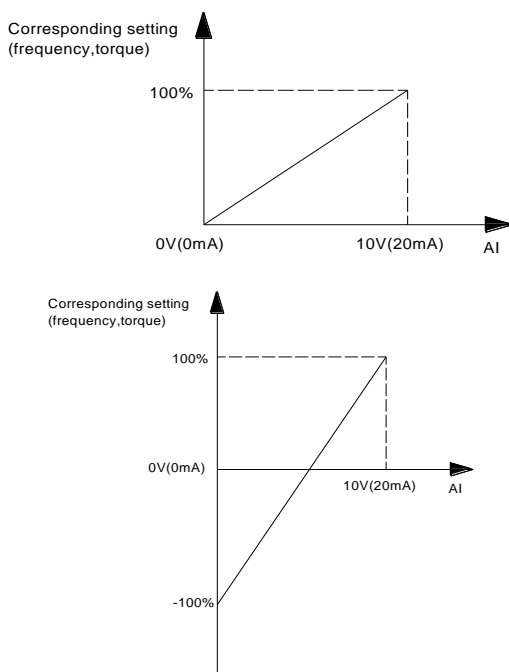 Corresponding setting
(frequency,torque)
100%
0V(0mA)
10V(20mA)
AI
Corresponding setting
(frequency,torque)
100%
0V(0mA)
10V(20mA)
AI
-100%